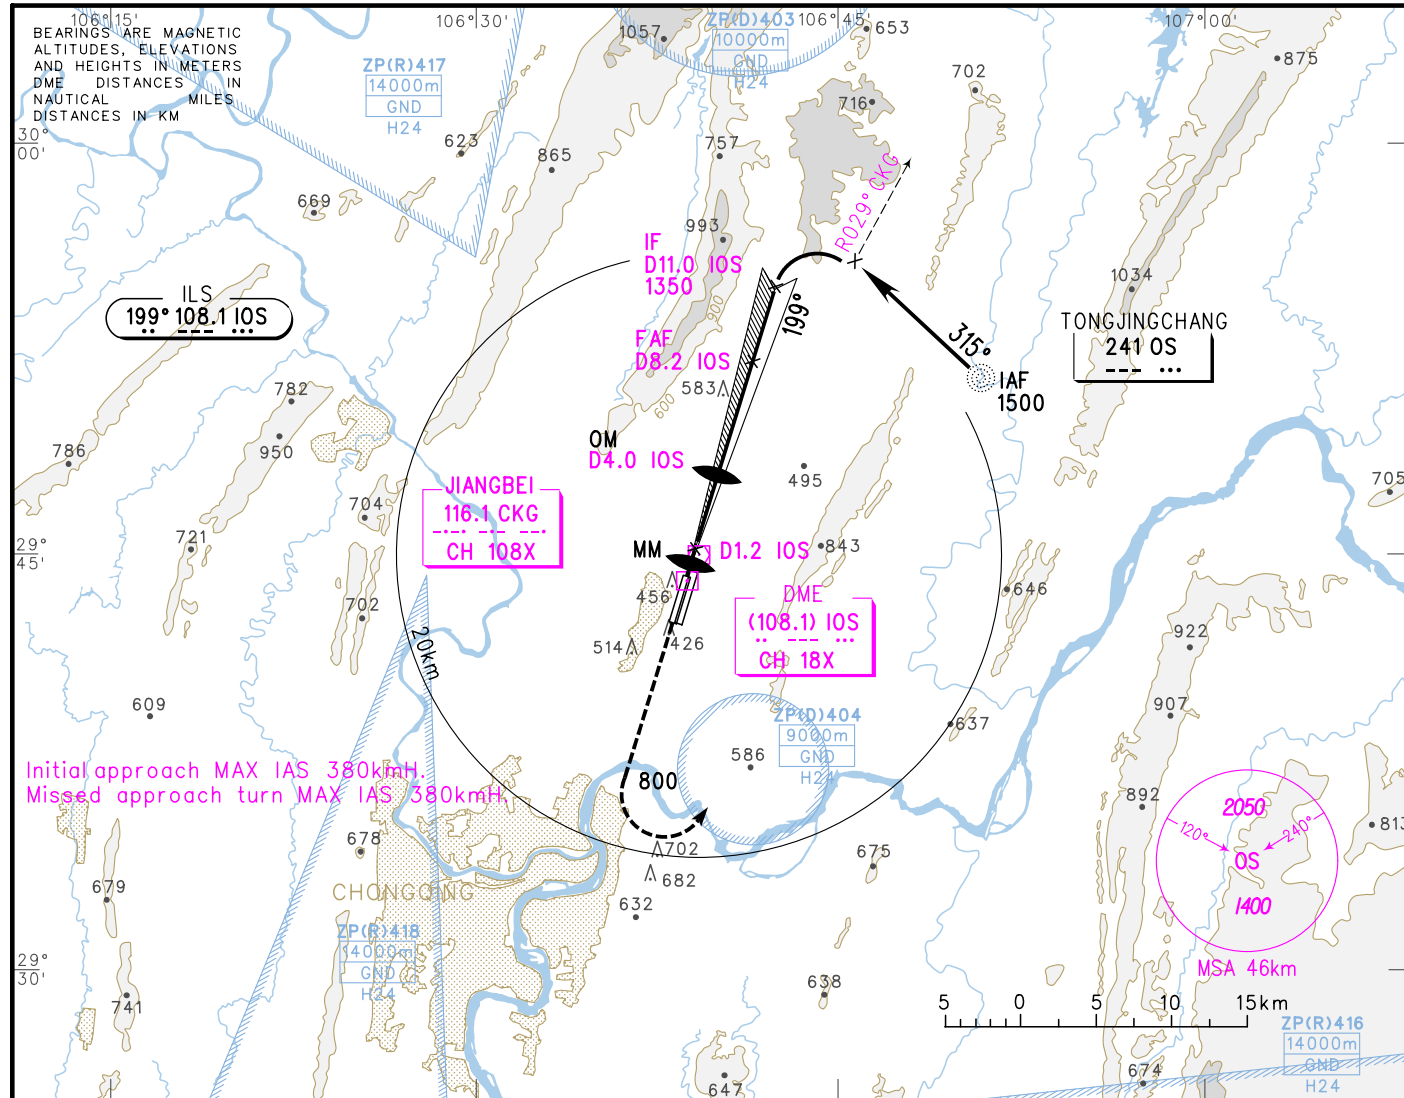 106°15'
106°30'
106°45'
107°00'
BEARINGS ARE MAGNETIC
ALTITUDES, ELEVATIONS
AND HEIGHTS IN METERS
DME DISTANCES IN
NAUTICAL MILES
DISTANCES IN KM
1057
ZP(D)403
10000m
GND
H24
653
875
ZP(R)417
14000m
GND
H24
702
716
30°
00'
623
865
757
R029° CKG
669
993
IF
D11.0 IOS
1350
1034
ILS
199° 108.1 IOS
900
199°
FAF
D8.2 IOS
315°
TONGJINGCHANG
241 OS
IAF
1500
583
600
782
950
OM
D4.0 IOS
786
495
705
JIANGBEI
116.1 CKG
CH 108X
704
721
29°
45'
MM
D1.2 IOS
843
456
DME
(108.1) IOS
CH 18X
646
702
20km
514
426
922
609
907
ZP(D)404
9000m
GND
H24
637
586
Initial approach MAX IAS 380kmH.
Missed approach turn MAX IAS 380kmH.
800
892
2050
120°
240°
OS
1400
MSA 46km
813
678
702
682
675
679
CHONGQING
632
ZP(R)418
14000m
GND
H24
29°
30'
741
638
5 0 5 10 15km
ZP(R)416
14000m
GND
H24
647
674